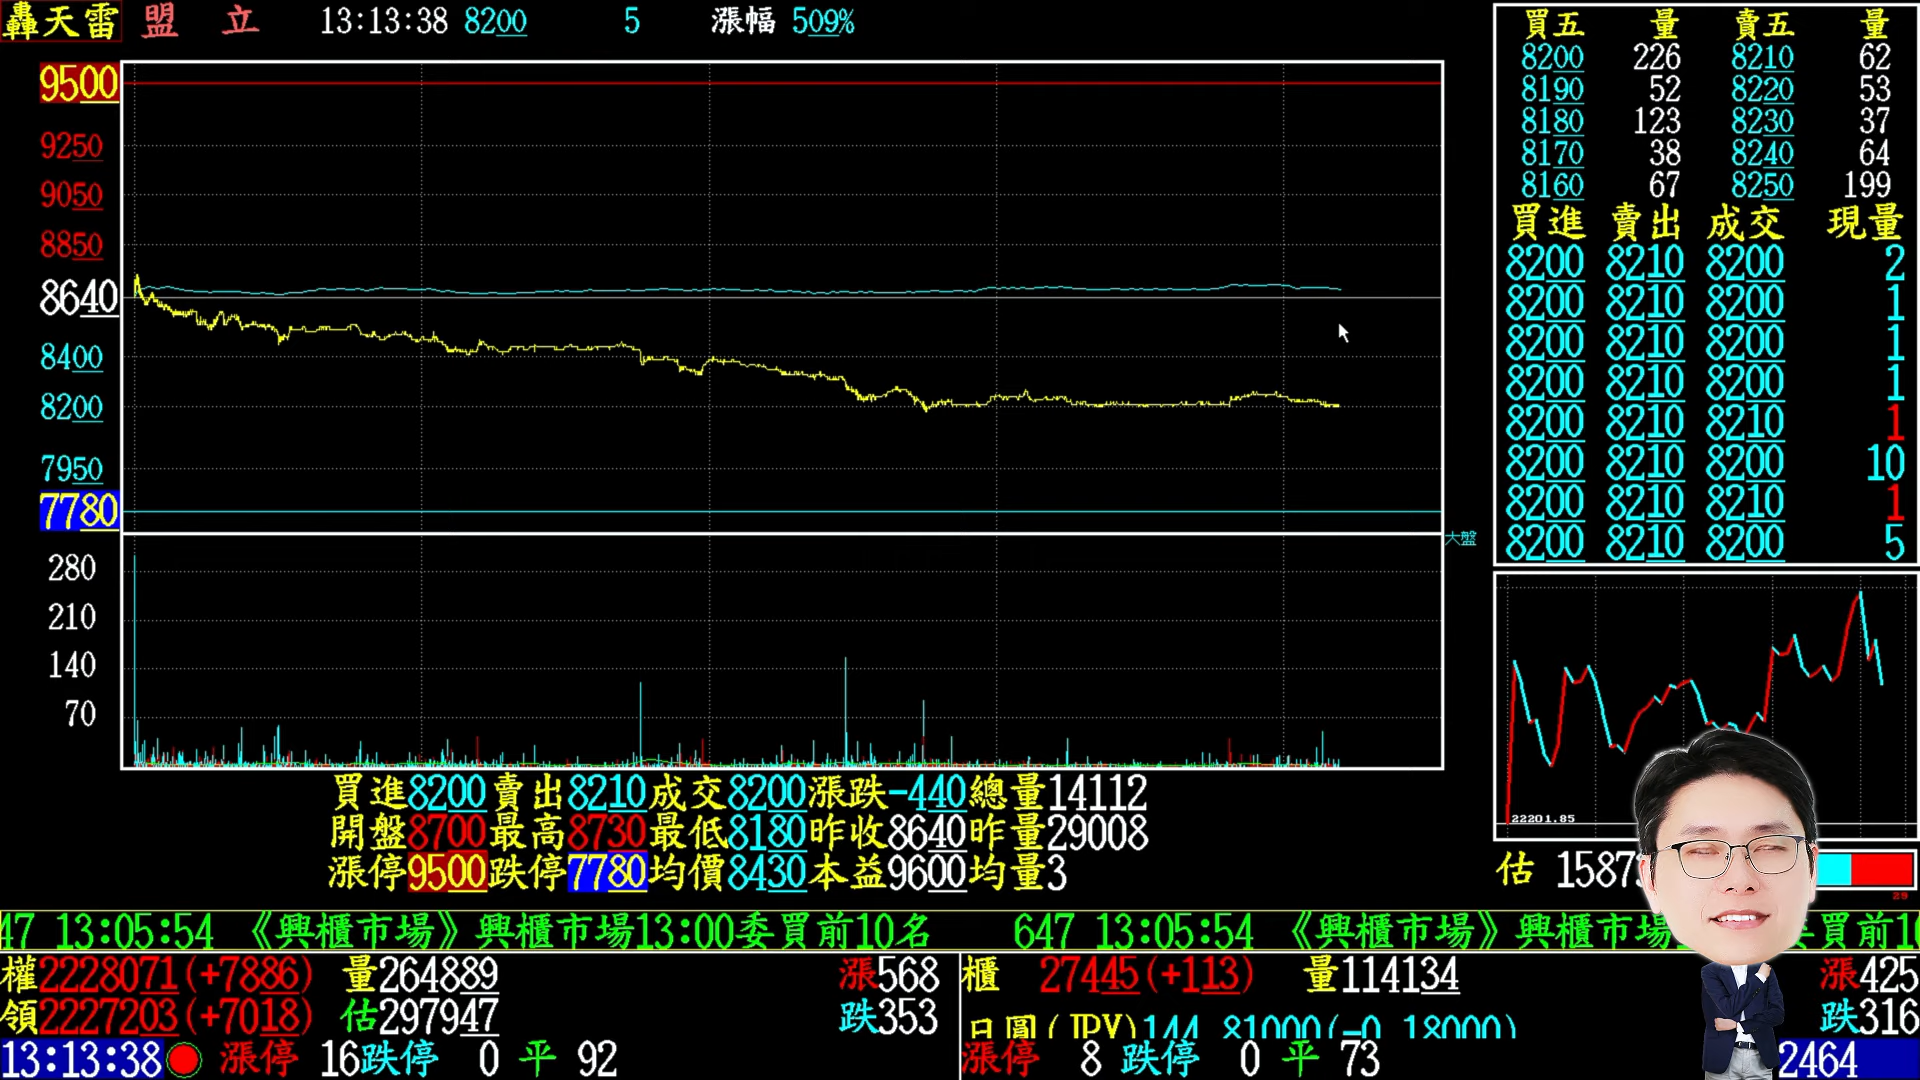 轟天雷 盟 立 13:13:38 8200 5 漲幅 509%
9500
9250
9050
8850
8640
8400
8200
7950
7780
大盤
280
210
140
70
買五 量 賣五 量
8200 226 8210 62
8190 52 8220 53
8180 123 8230 37
8170 38 8240 64
8160 67 8250 199
買進 賣出 成交 現量
8200 8210 8200 2
8200 8210 8200 1
8200 8210 8200 1
8200 8210 8200 1
8200 8210 8210 1
8200 8210 8200 10
8200 8210 8210 1
8200 8210 8200 5
22201.85
估 1587
買進8200賣出8210成交8200漲跌-440總量14112
開盤8700最高8730最低8180昨收8640昨量29008
漲停9500跌停7780均價8430本益9600均量3
47 13:05:54 《興櫃市場》興櫃市場13:00委買前10名 647 13:05:54 《興櫃市場》興櫃市場 委買前1
權2228071(+7886) 量264889 漲568
領2227203(+7018) 估297947 跌353
13:13:38 漲停 16跌停 0 平 92
櫃 27445(+113) 量114134 漲425
日圓(JPY)144.81000(-0.18000) 跌316
漲停 8 跌停 0 平 73 2464